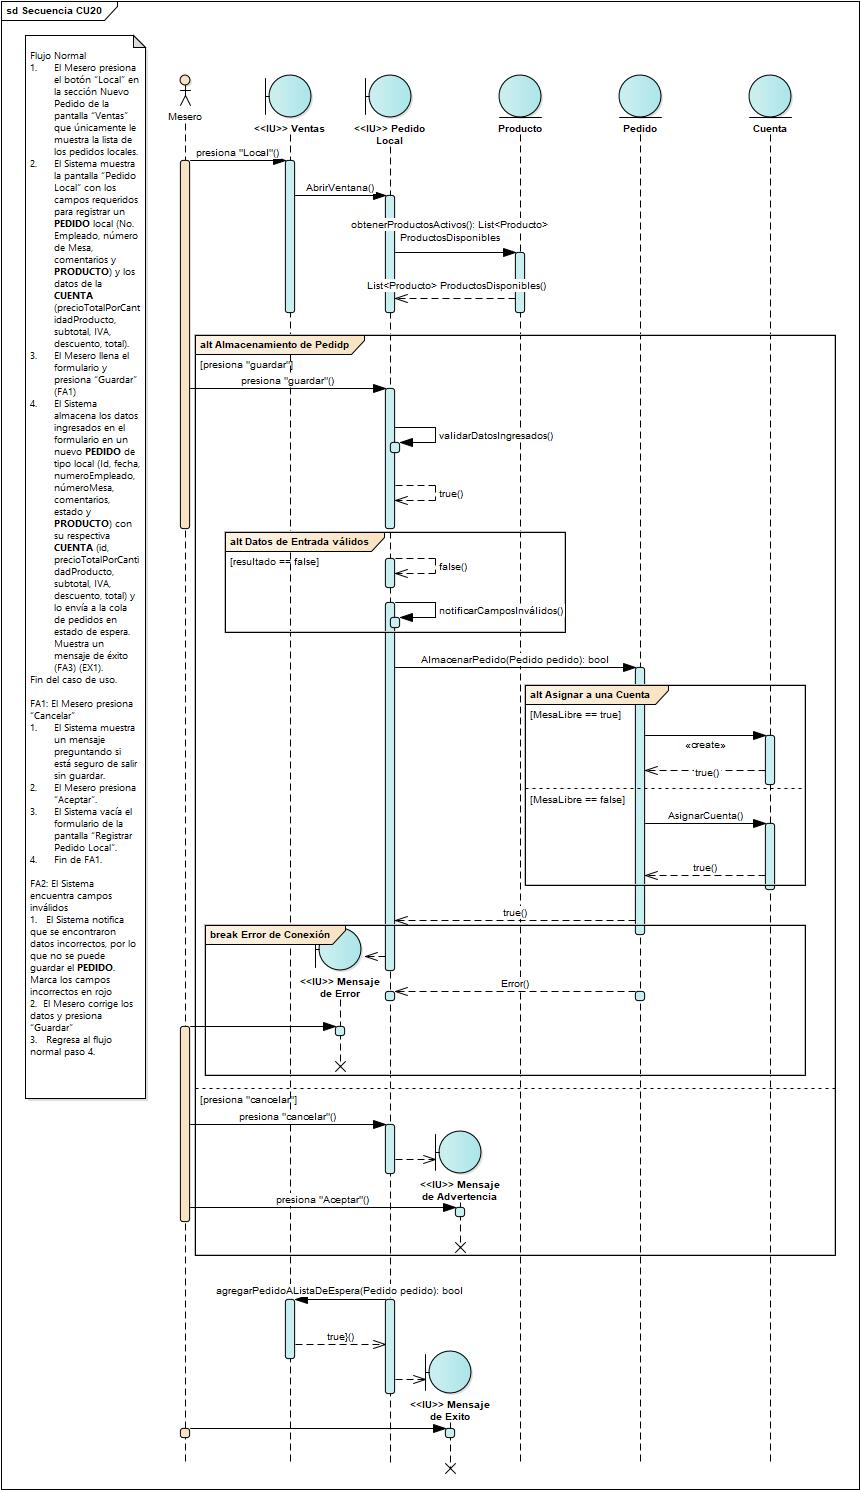 sd Secuencia CU20
Flujo Normal
1. El Mesero presiona
el botón “Local” en
la sección Nuevo
Pedido de la
pantalla “Ventas”
que únicamente le
muestra la lista de
los pedidos locales.
2. El Sistema muestra
la pantalla “Pedido
Local” con los
campos requeridos
para registrar un
PEDIDO local (No.
Empleado, número
de Mesa,
comentarios y
PRODUCTO) y los
datos de la
CUENTA
(precioTotalPorCant
idadProducto,
subtotal, IVA,
descuento, total).
3. El Mesero llena el
formulario y
presiona “Guardar”
(FA1)
4. El Sistema
almacena los datos
ingresados en el
formulario en un
nuevo PEDIDO de
tipo local (Id, fecha,
numeroEmpleado,
númeroMesa,
comentarios,
estado y
PRODUCTO) con
su respectiva
CUENTA (id,
precioTotalPorCanti
dadProducto,
subtotal, IVA,
descuento, total) y
lo envía a la cola
de pedidos en
estado de espera.
Muestra un
mensaje de éxito
(FA3) (EX1).
Fin del caso de uso.
FA1: El Mesero presiona
“Cancelar”
1. El Sistema muestra
un mensaje
preguntando si
está seguro de salir
sin guardar.
2. El Mesero presiona
“Aceptar”.
3. El Sistema vacía el
formulario de la
pantalla “Registrar
Pedido Local”.
4. Fin de FA1.
FA2: El Sistema
encuentra campos
inválidos
1. El Sistema notifica
que se encontraron
datos incorrectos, por lo
que no se puede
guardar el PEDIDO.
Marca los campos
incorrectos en rojo
2. El Mesero corrige los
datos y presiona
“Guardar”
3. Regresa al flujo
normal paso 4.
Mesero
<<IU>> Ventas
<<IU>> Pedido
Local
Producto
Pedido
Cuenta
presiona "Local"()
AbrirVentana()
obtenerProductosActivos(): List<Producto>
ProductosDisponibles
List<Producto> ProductosDisponibles()
alt Almacenamiento de Pedidp
[presiona "guardar"]
presiona "guardar"()
validarDatosIngresados()
true()
alt Datos de Entrada válidos
[resultado == false]
false()
notificarCamposInválidos()
AlmacenarPedido(Pedido pedido): bool
alt Asignar a una Cuenta
[MesaLibre == true]
«create»
true()
[MesaLibre == false]
AsignarCuenta()
true()
true()
break Error de Conexión
<<IU>> Mensaje
de Error
Error()
[presiona "cancelar"]
presiona "cancelar"()
<<IU>> Mensaje
de Advertencia
presiona "Aceptar"()
agregarPedidoAListaDeEspera(Pedido pedido): bool
true}()
<<IU>> Mensaje
de Exito